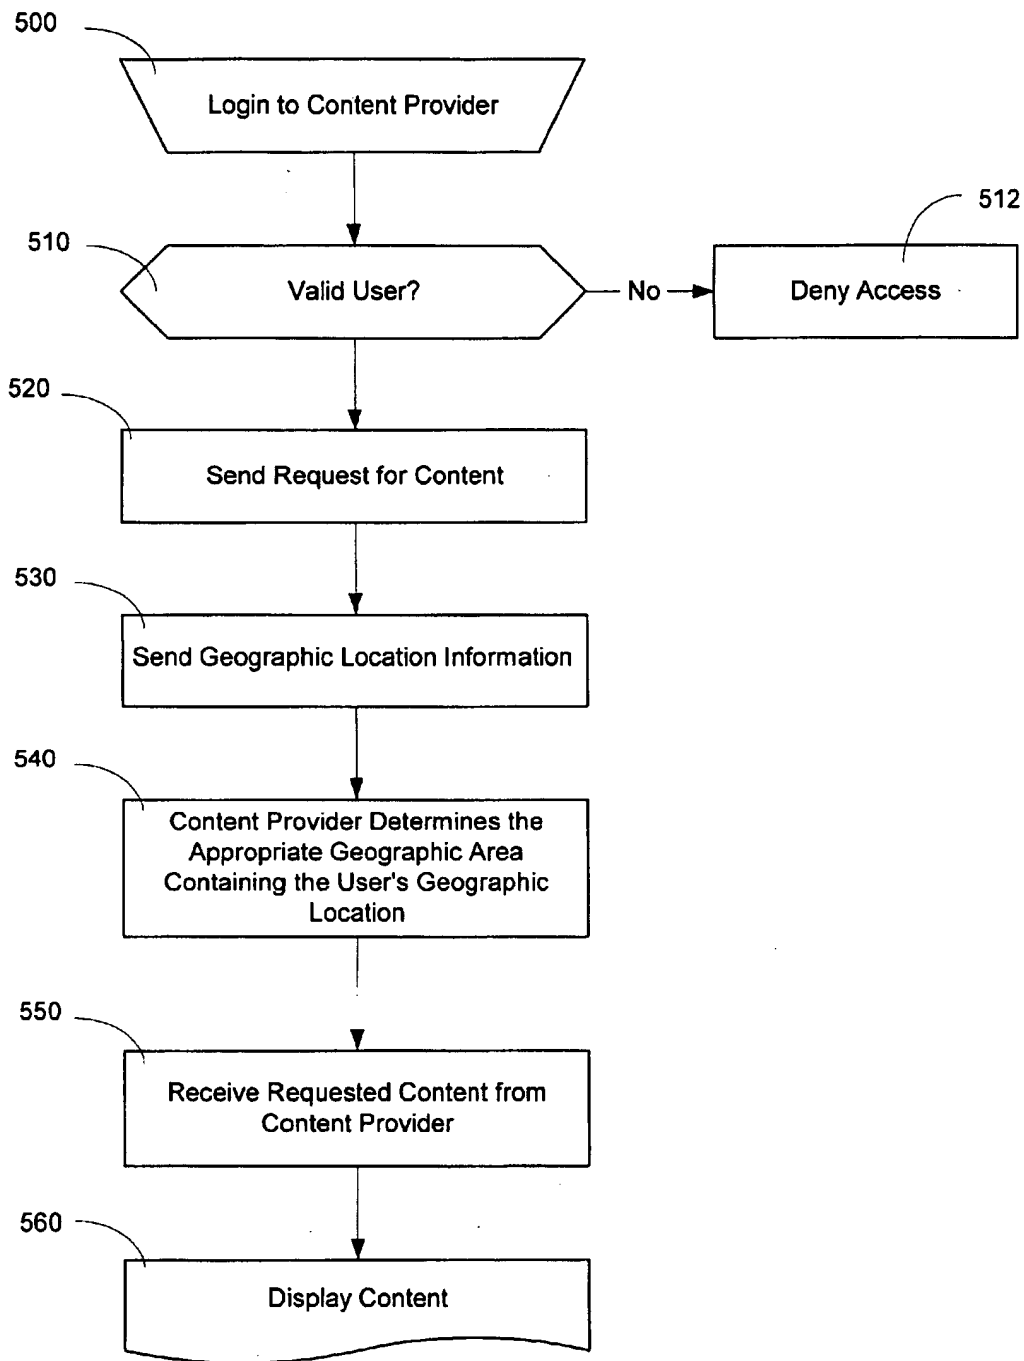 500
Login to Content Provider
512
510
Valid User?
No
Deny Access
520
Send Request for Content
530
Send Geographic Location Information
540
Content Provider Determines the
Appropriate Geographic Area
Containing the User's Geographic
Location
550
Receive Requested Content from
Content Provider
560
Display Content